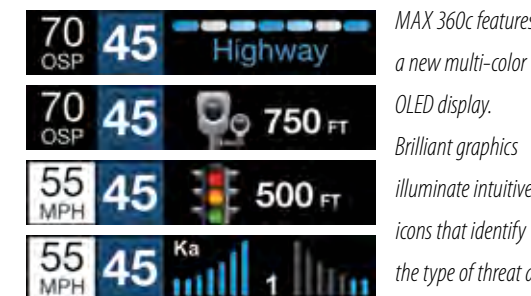 70
OSP
45
Highway
70
OSP
45
750 FT
55
MPH
45
500 FT
55
MPH
45
Ka
1
MAX 360c features
a new multi-color
OLED display.
Brilliant graphics
illuminate intuitive
icons that identify
the type of threat